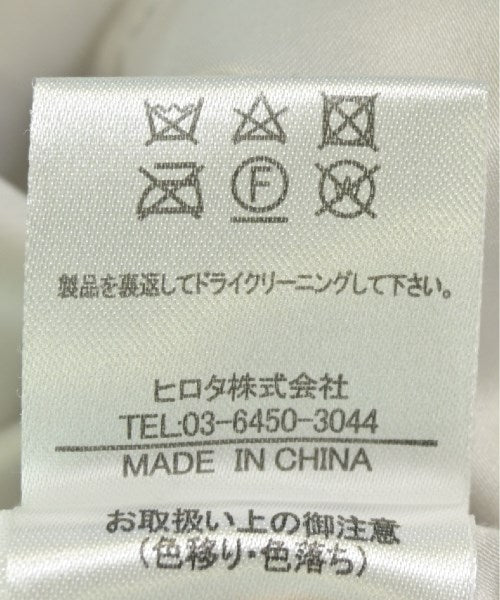 F W
製品を裏返してドライクリーニングして下さい。
ヒロタ株式会社
TEL:03-6450-3044
MADE IN CHINA
お取扱い上の御注意
(色移り・色落ち)